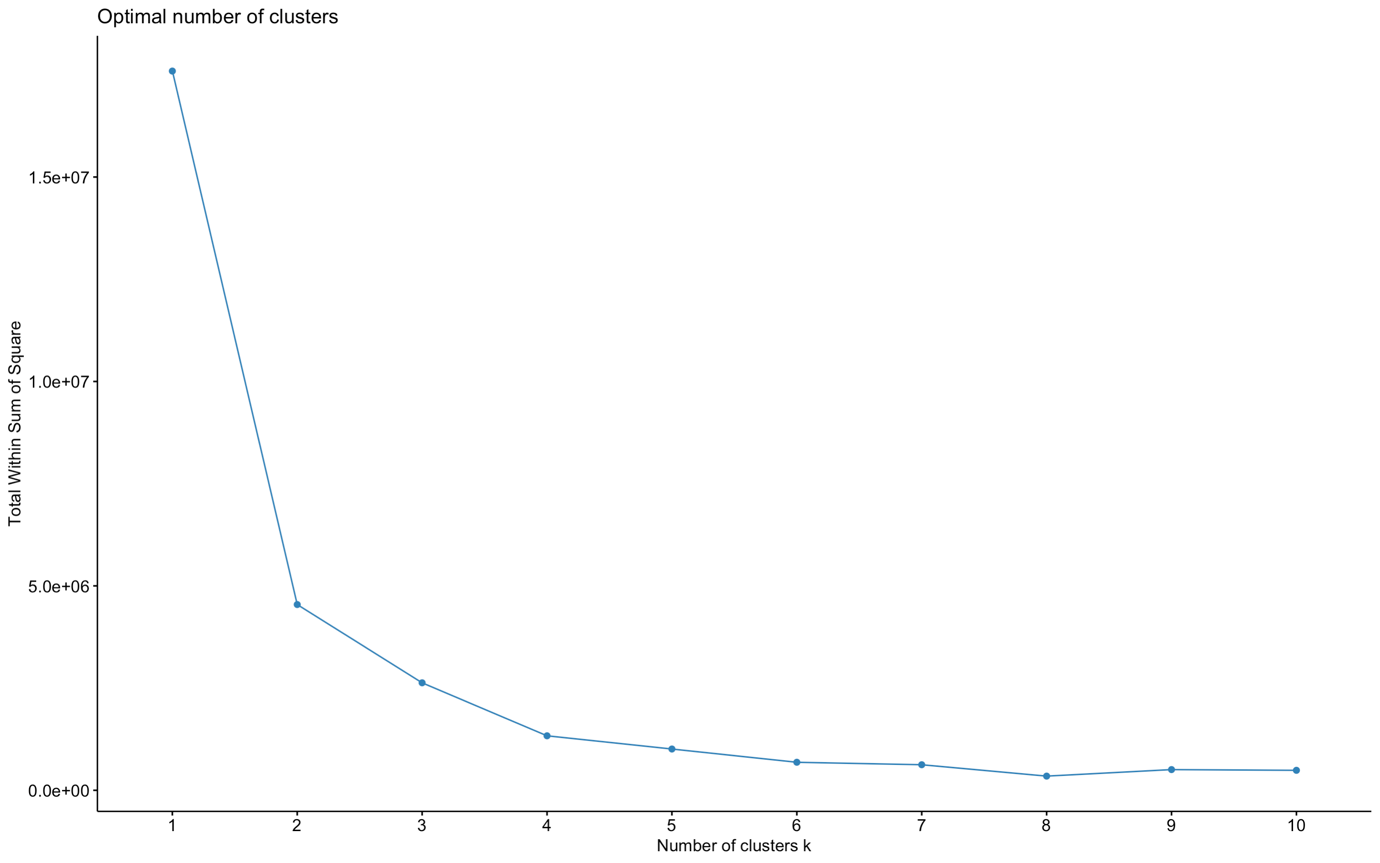 Optimal number of clusters
Total Within Sum of Square
1.5e+07
1.0e+07
5.0e+06
0.0e+00
1 2 3 4 5 6 7 8 9 10
Number of clusters k